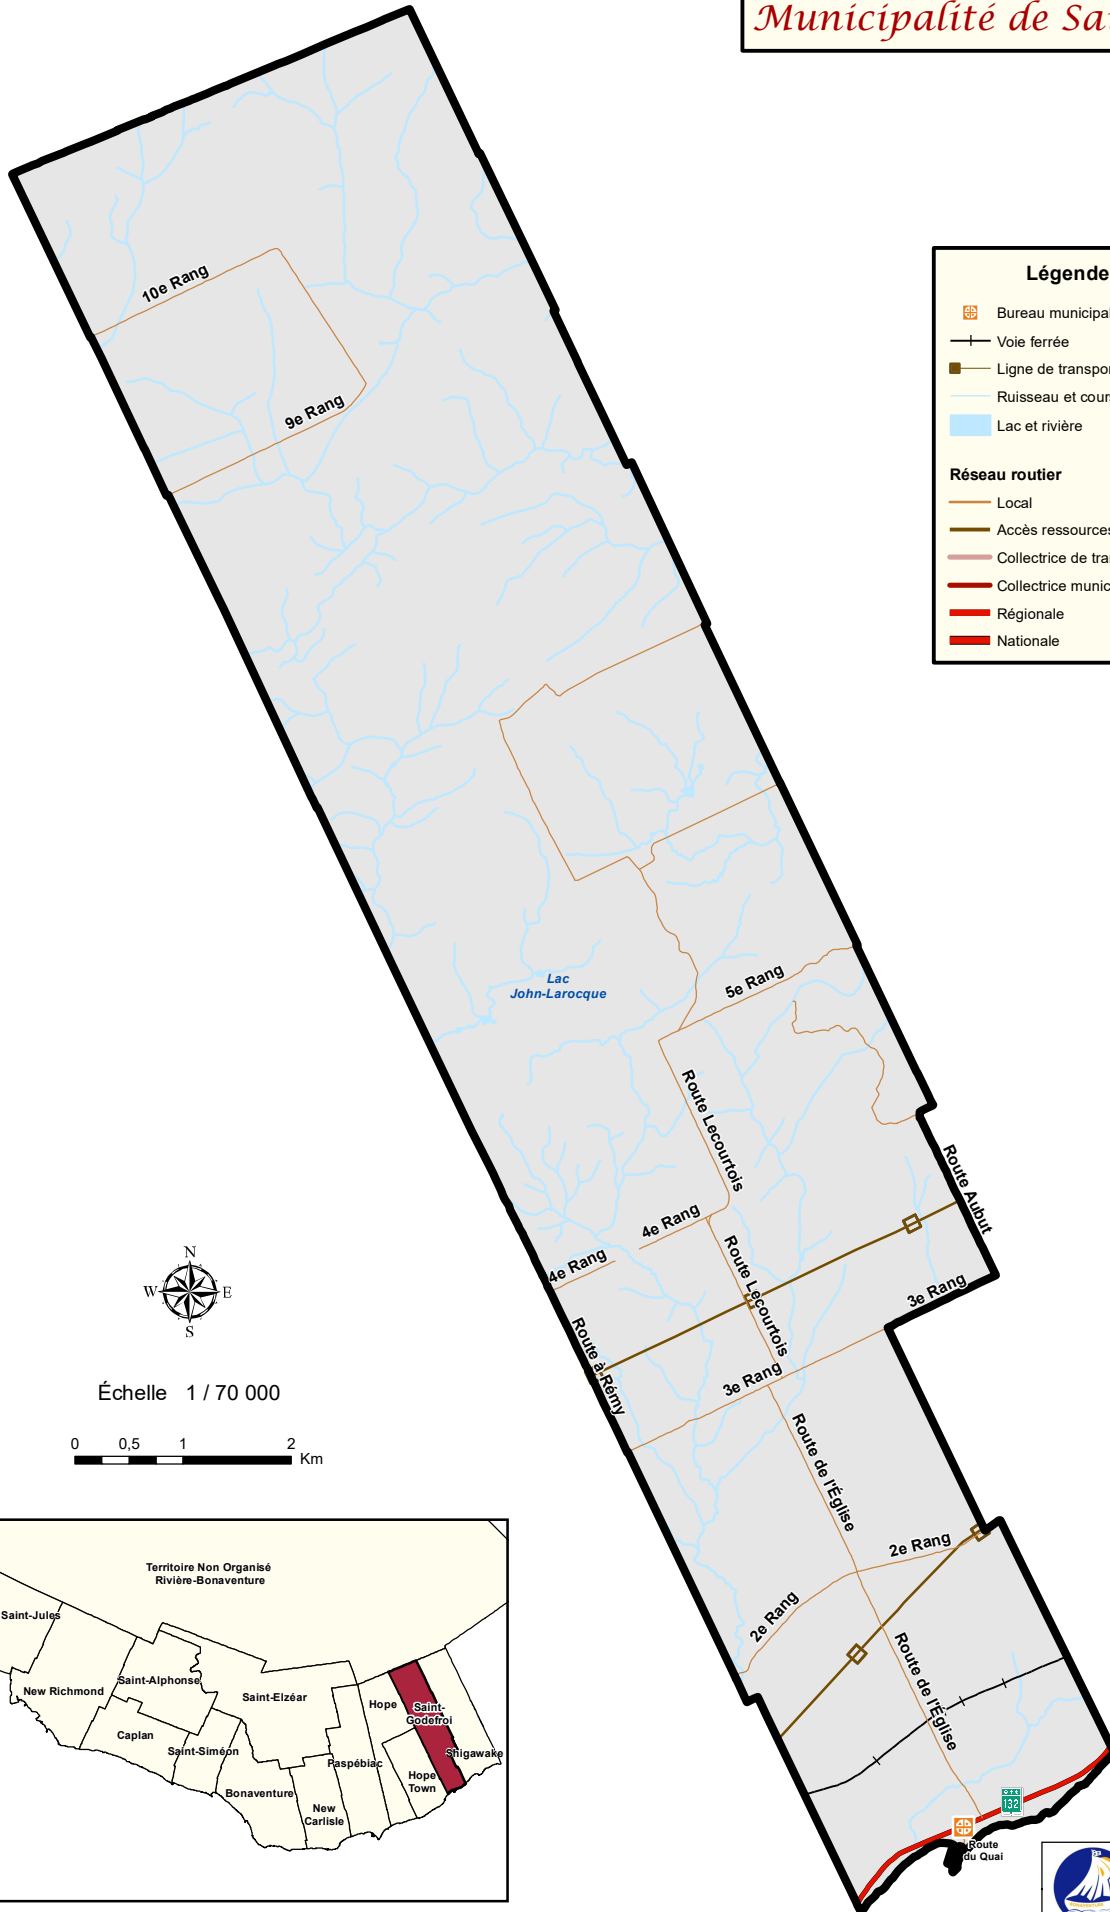 Municipalité de
10e Rang
9e Rang
Légende
Bureau municipal
Voie ferrée
Ligne de
Ruisseau et
Lac et rivière
Réseau routier
Local
Accès ressources
Collectrice de
Collectrice
Régionale
Nationale
Lac
John-Larocque
5e Rang
Route Lecourtois
Route Aubut
4e Rang
4e Rang
Route Lecourtois
3e Rang
Route à Rémy
3e Rang
Route de l'Église
2e Rang
2e Rang
Route de l'Église
132
Route
du Quai
N
W E
S
Échelle 1 / 70 000
0 0,5 1 2
Km
Territoire Non Organisé
Rivière-Bonaventure
Saint-Jules
New Richmond
Saint-Alphonse
Caplan
Saint-Siméon
Saint-Elzéar
Bonaventure
New
Carlisle
Paspébiac
Hope
Hope
Town
Saint-
Godefroi
Shigawake